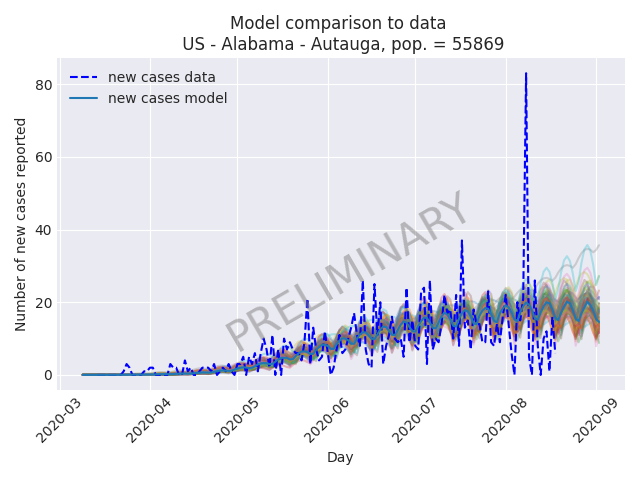 Model comparison to data
US - Alabama - Autauga, pop. = 55869
new cases data
new cases model
PRELIMINARY
Number of new cases reported
80
60
40
20
0
2020-03
2020-04
2020-05
2020-06
2020-07
2020-08
2020-09
Day